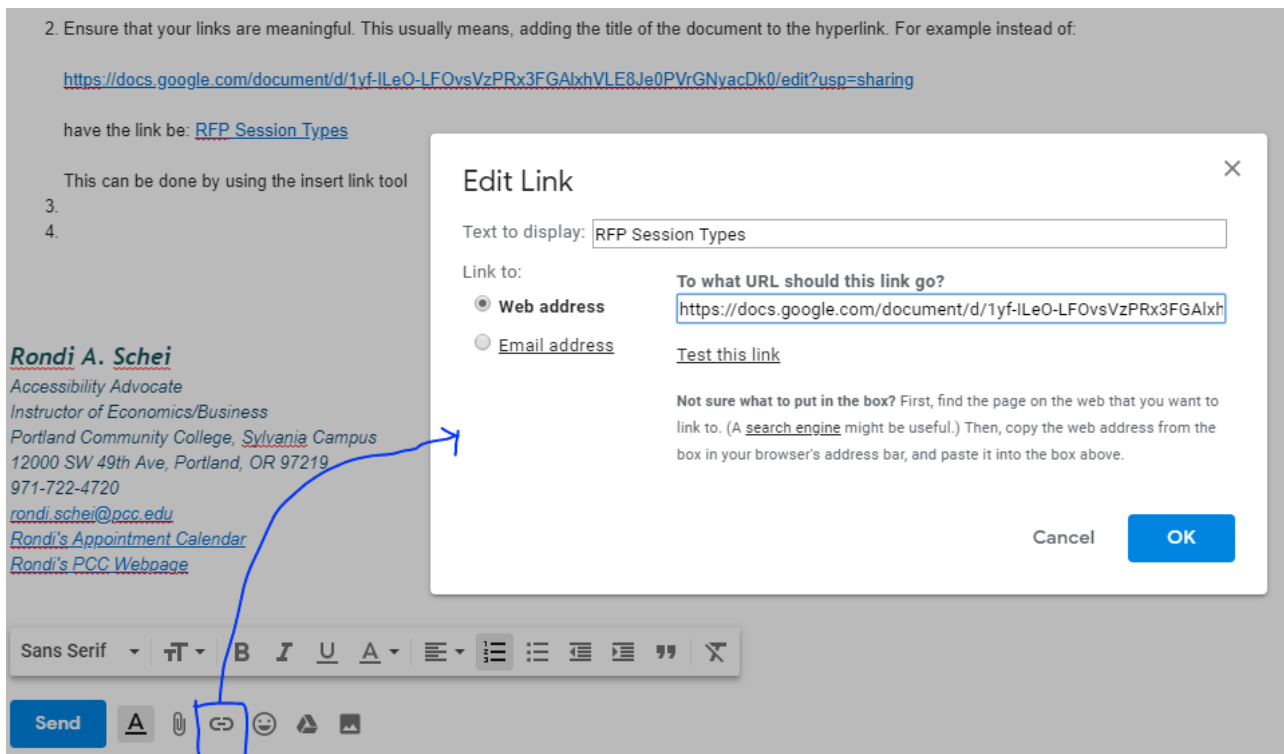 2. Ensure that your links are meaningful. This usually means, adding the title of the document to the hyperlink. For example instead of:
https://docs.google.com/document/d/1yf-ILeO-LFOvsVzPRx3FGAlxhVLE8Je0PVrGNyacDk0/edit?usp=sharing
have the link be: RFP Session Types
This can be done by using the insert link tool
3.
4.
Rondi A. Schei
Accessibility Advocate
Instructor of Economics/Business
Portland Community College, Sylvania Campus
12000 SW 49th Ave, Portland, OR 97219
971-722-4720
rondi.schei@pcc.edu
Rondi's Appointment Calendar
Rondi's PCC Webpage
Edit Link
Text to display: RFP Session Types
Link to:
Web address
Email address
To what URL should this link go?
https://docs.google.com/document/d/1yf-ILeO-LFOvsVzPRx3FGAlxh
Test this link
Not sure what to put in the box? First, find the page on the web that you want to
link to. (A search engine might be useful.) Then, copy the web address from the
box in your browser's address bar, and paste it into the box above.
Cancel OK
Sans Serif B I U A
Send A